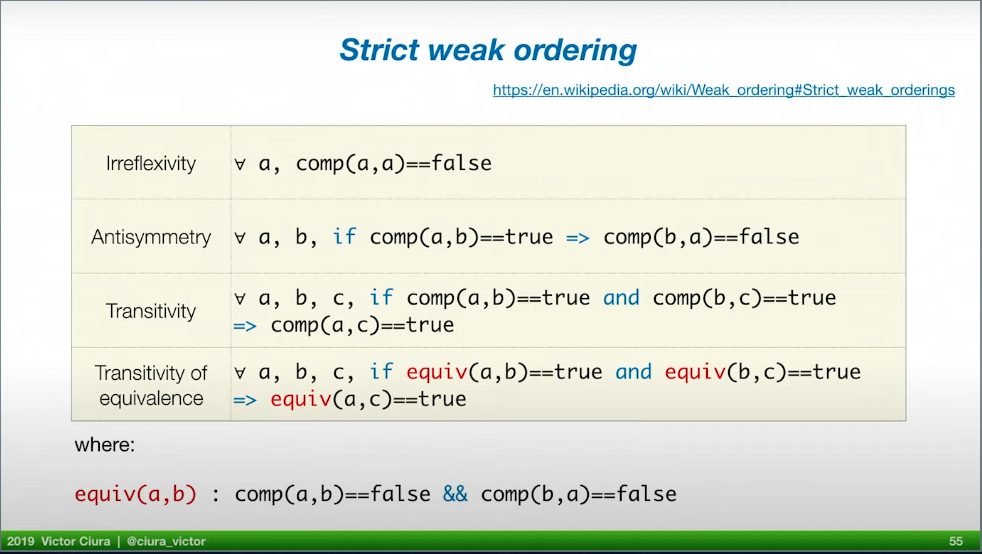 Strict weak ordering
https://en.wikipedia.org/wiki/Weak_ordering#Strict_weak_orderings
Irreflexivity
∀ a, comp(a,a)==false
Antisymmetry
∀ a, b, if comp(a,b)==true => comp(b,a)==false
Transitivity
∀ a, b, c, if comp(a,b)==true and comp(b,c)==true
=> comp(a,c)==true
Transitivity of
equivalence
∀ a, b, c, if equiv(a,b)==true and equiv(b,c)==true
=> equiv(a,c)==true
where:
equiv(a,b) : comp(a,b)==false && comp(b,a)==false
2019 Victor Ciura | @ciura_victor
55